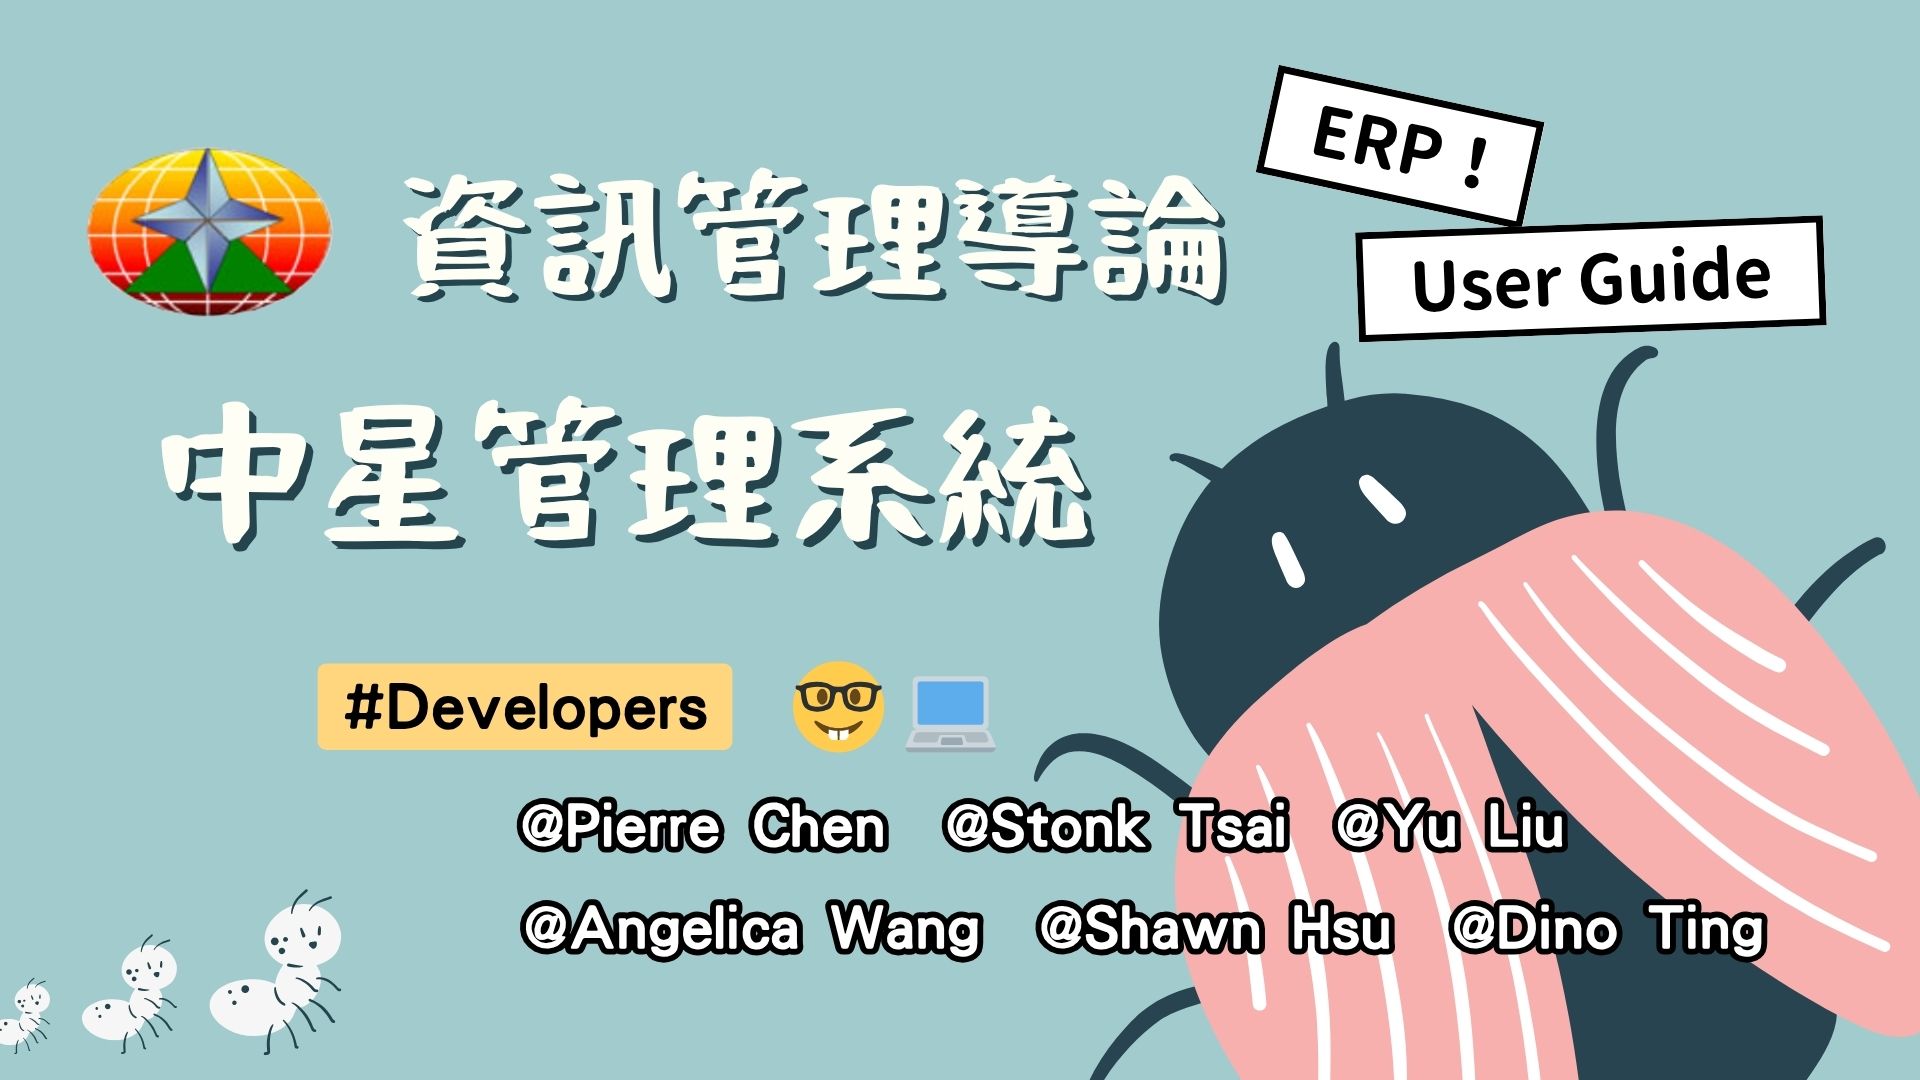 資訊管理導論
ERP！
User Guide
中星管理系統
#Developers
@Pierre Chen @Stonk Tsai @Yu Liu
@Angelica Wang @Shawn Hsu @Dino Ting